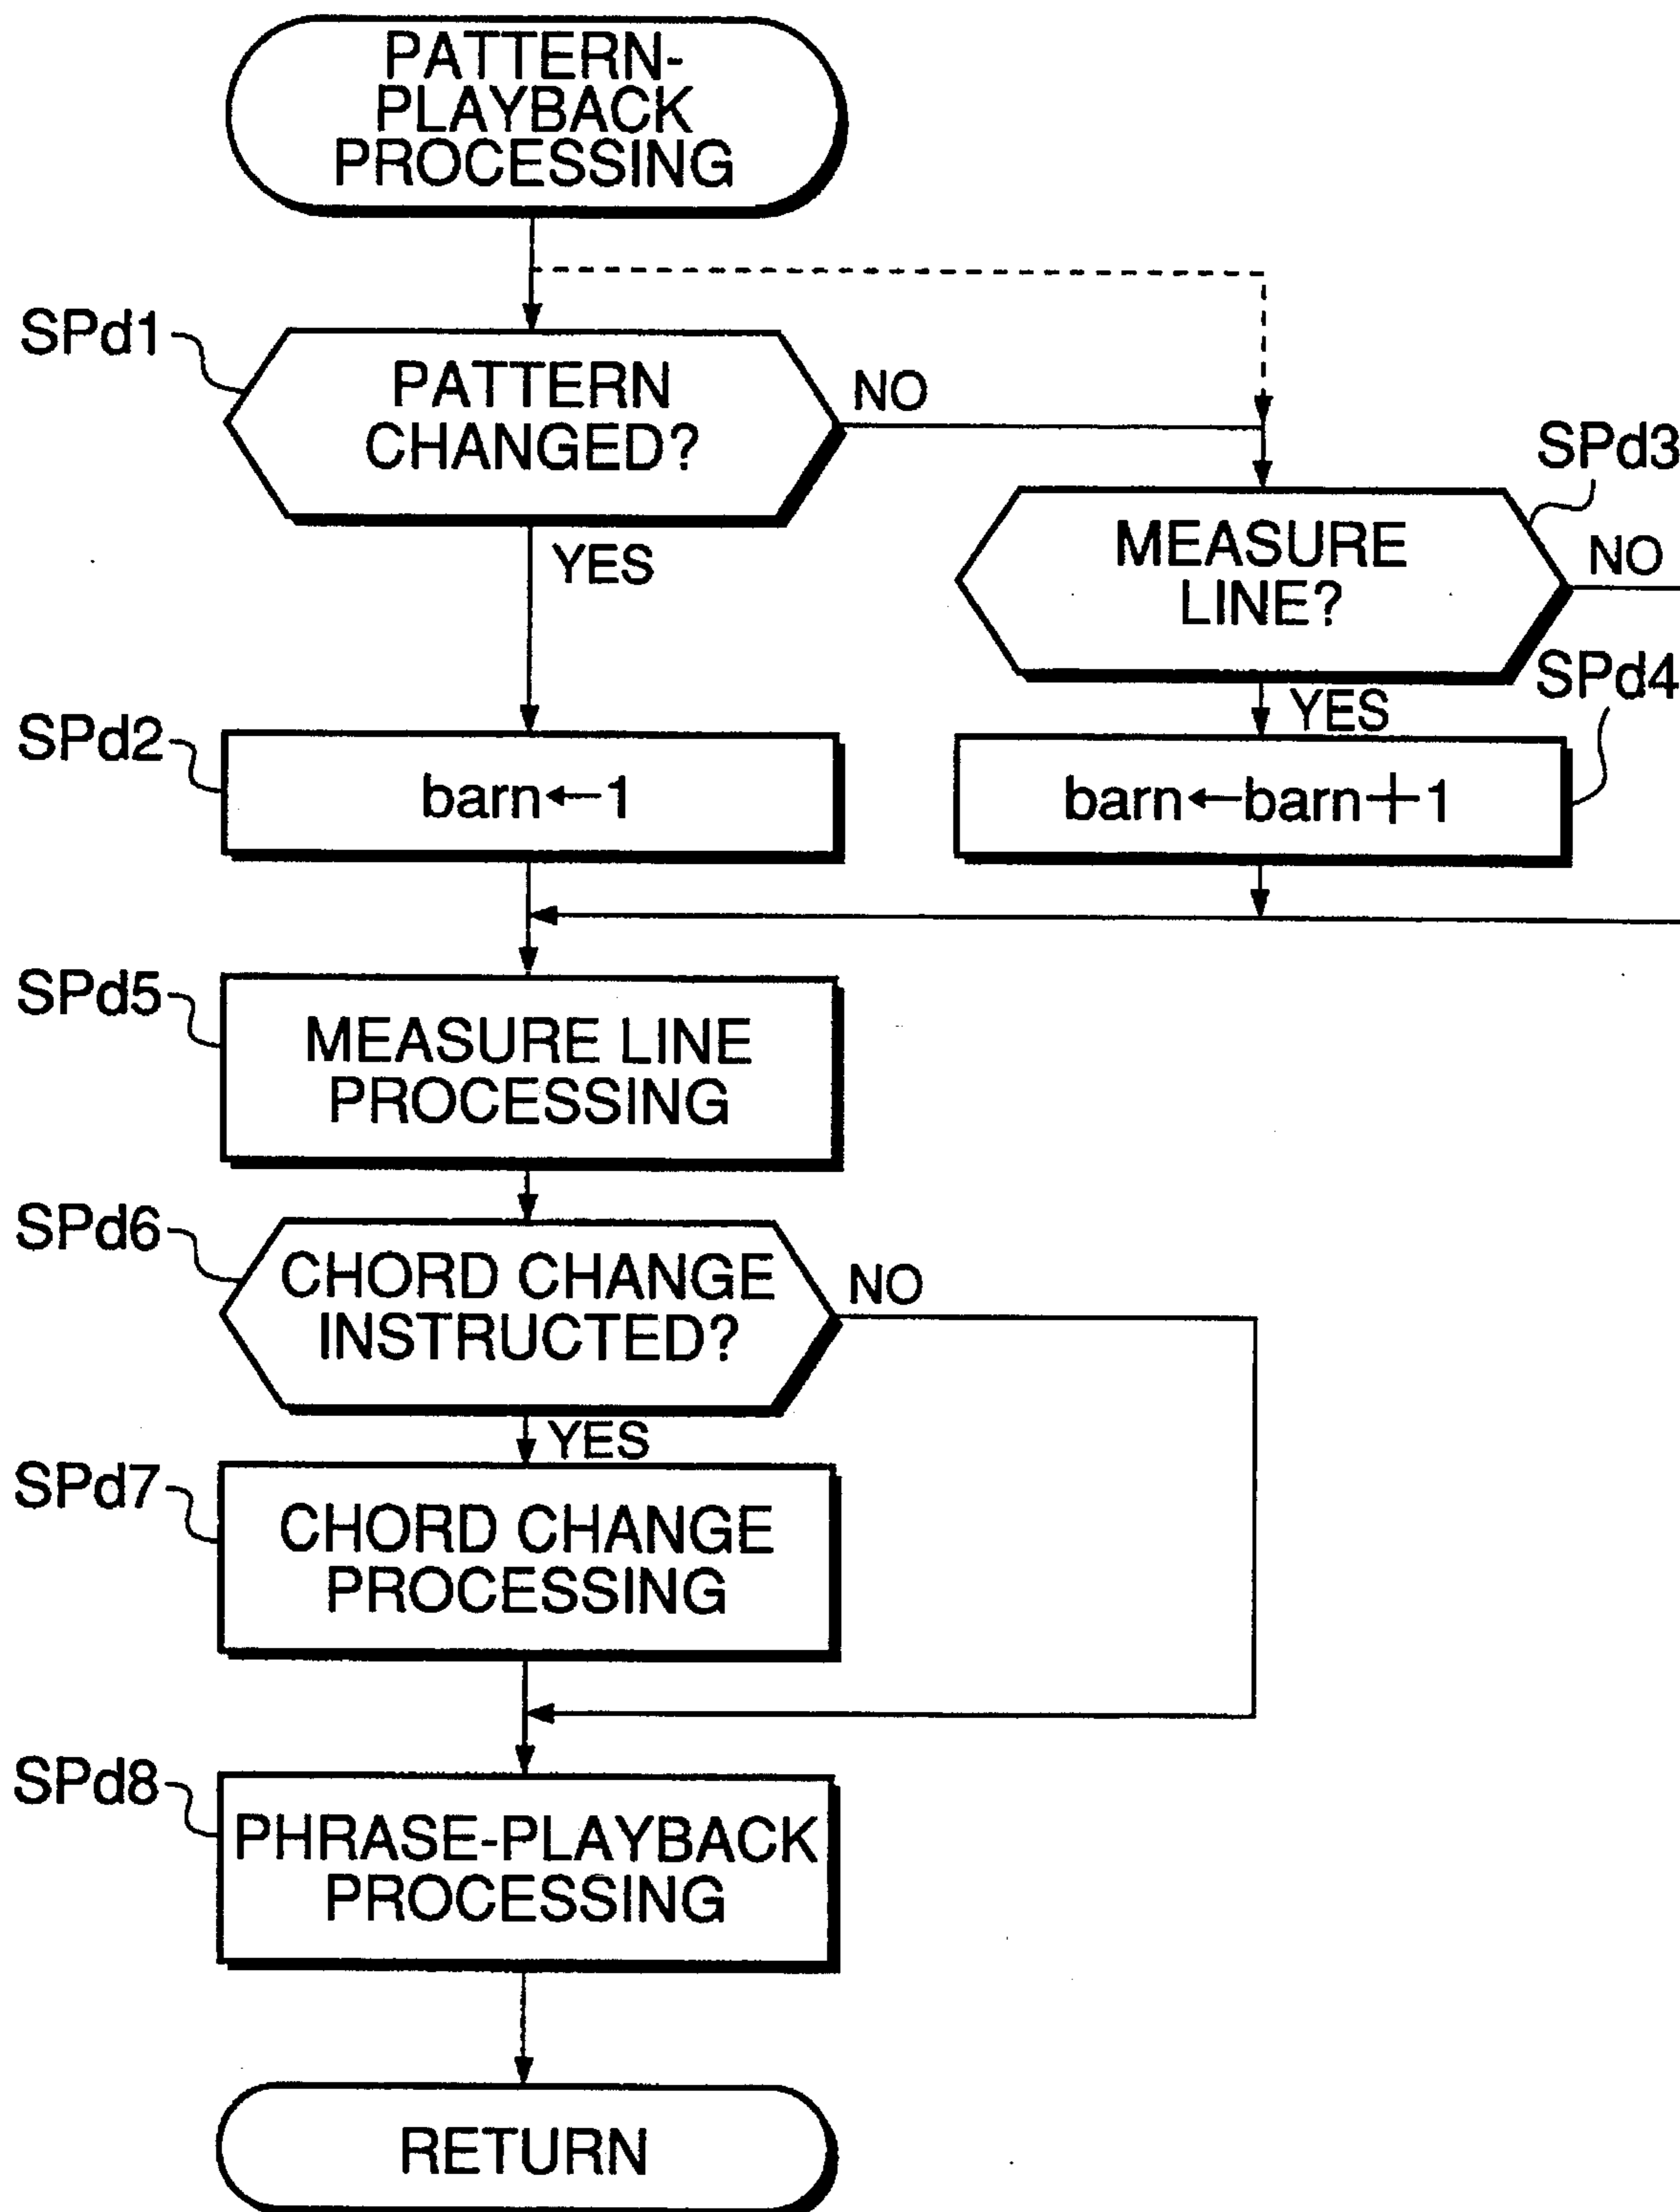 PATTERN-
PLAYBACK
PROCESSING
SPd1
PATTERN
CHANGED?
NO
YES
SPd3
MEASURE
LINE?
NO
YES
SPd2
barn←1
SPd4
barn←barn+1
SPd5
MEASURE LINE
PROCESSING
SPd6
CHORD CHANGE
INSTRUCTED?
NO
YES
SPd7
CHORD CHANGE
PROCESSING
SPd8
PHRASE-PLAYBACK
PROCESSING
RETURN